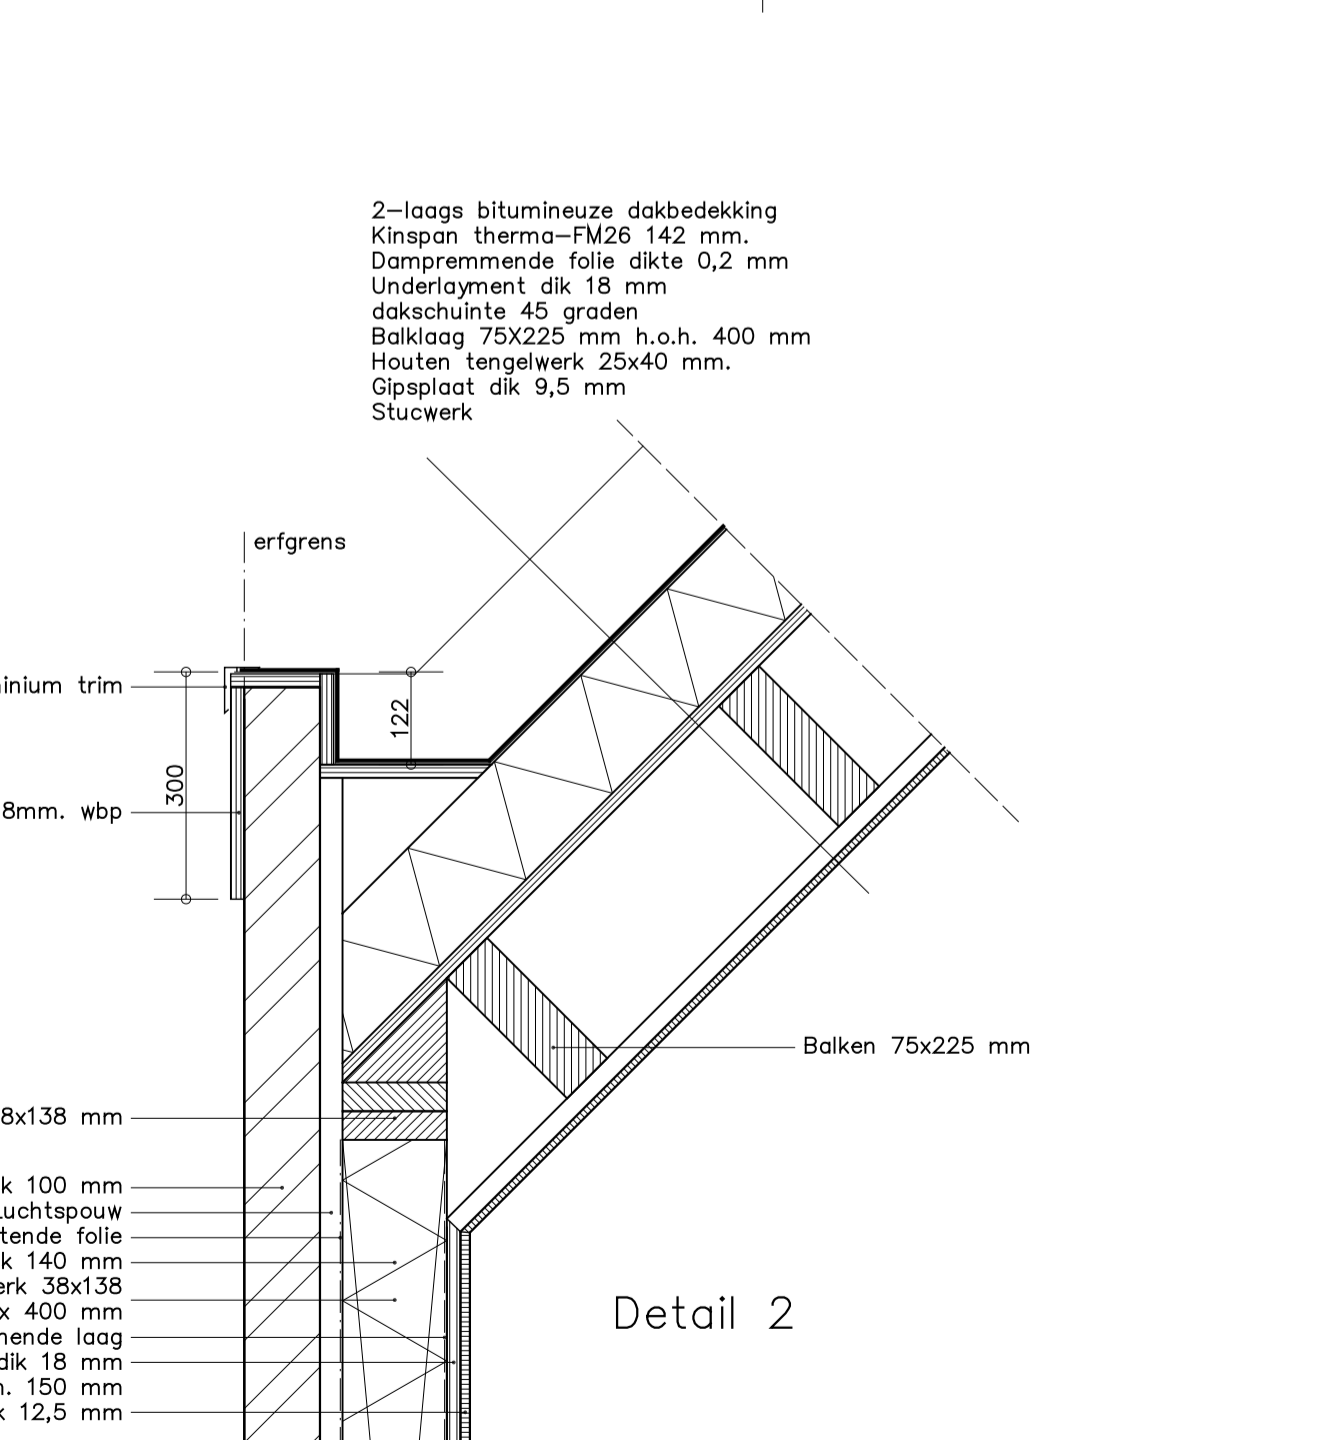 2-laags bitumineuze dakbedekking
Kinspan therma-FM26 142 mm.
Dampremmende folie dikte 0,2 mm
Underlayment dik 18 mm
dakschuinte 45 graden
Balklaag 75X225 mm h.o.h. 400 mm
Houten tengelwerk 25x40 mm.
Gipsplaat dik 9,5 mm
Stucwerk
erfgrens
inium trim
122
300
8mm. wbp
Balken 75x225 mm
8x138 mm
k 100 mm
Luchtspouw
tende folie
k 140 mm
erk 38x138
x 400 mm
nende laag
dik 18 mm
n. 150 mm
k 12,5 mm
Detail 2